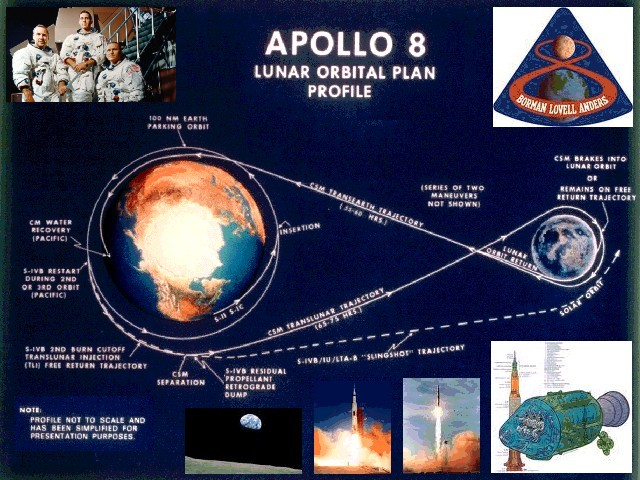 APOLLO 8
LUNAR ORBITAL PLAN
PROFILE
BORMAN LOVELL ANDERS
100 NM EARTH
PARKING ORBIT
CSM BRAKES INTO
LUNAR ORBIT
OR
REMAINS ON FREE
RETURN TRAJECTORY
(SERIES OF TWO
MANEUVERS
NOT SHOWN)
CSM TRANSEARTH TRAJECTORY
CM WATER
RECOVERY
(PACIFIC)
INSERTION
LUNAR
ORBIT RETURN
S-IVB RESTART
DURING 2ND
OR 3RD ORBIT
(PACIFIC)
S-II S-IC
SOLAR ORBIT
CSM TRANSLUNAR TRAJECTORY
(65-75 HRS.)
S-IVB 2ND BURN CUTOFF
TRANSLUNAR INJECTION
(TLI) FREE RETURN TRAJECTORY
S-IVB/IU/LTA-B "SLINGSHOT" TRAJECTORY
CSM
SEPARATION
S-IVB RESIDUAL
PROPELLANT
RETROGRADE
DUMP
NOTE:
PROFILE NOT TO SCALE AND
HAS BEEN SIMPLIFIED FOR
PRESENTATION PURPOSES.